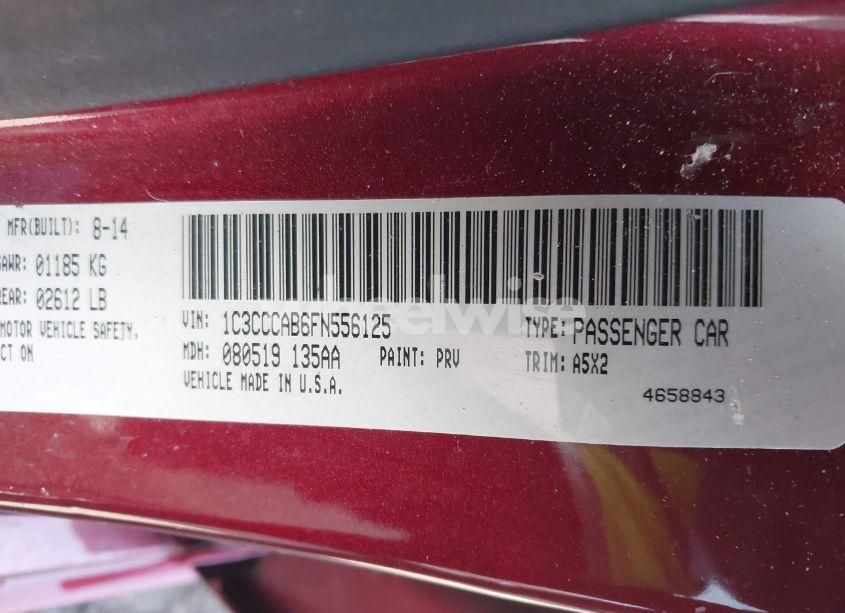 MFR(BUILT): 8-14
GAWR: 01185 KG
REAR: 02612 LB
MOTOR VEHICLE SAFETY,
CT ON
VIN: 1C3CCCAB6FN556125
TYPE: PASSENGER CAR
MDH: 080519 135AA
PAINT: PRV
TRIM: A5X2
VEHICLE MADE IN U.S.A.
4658843